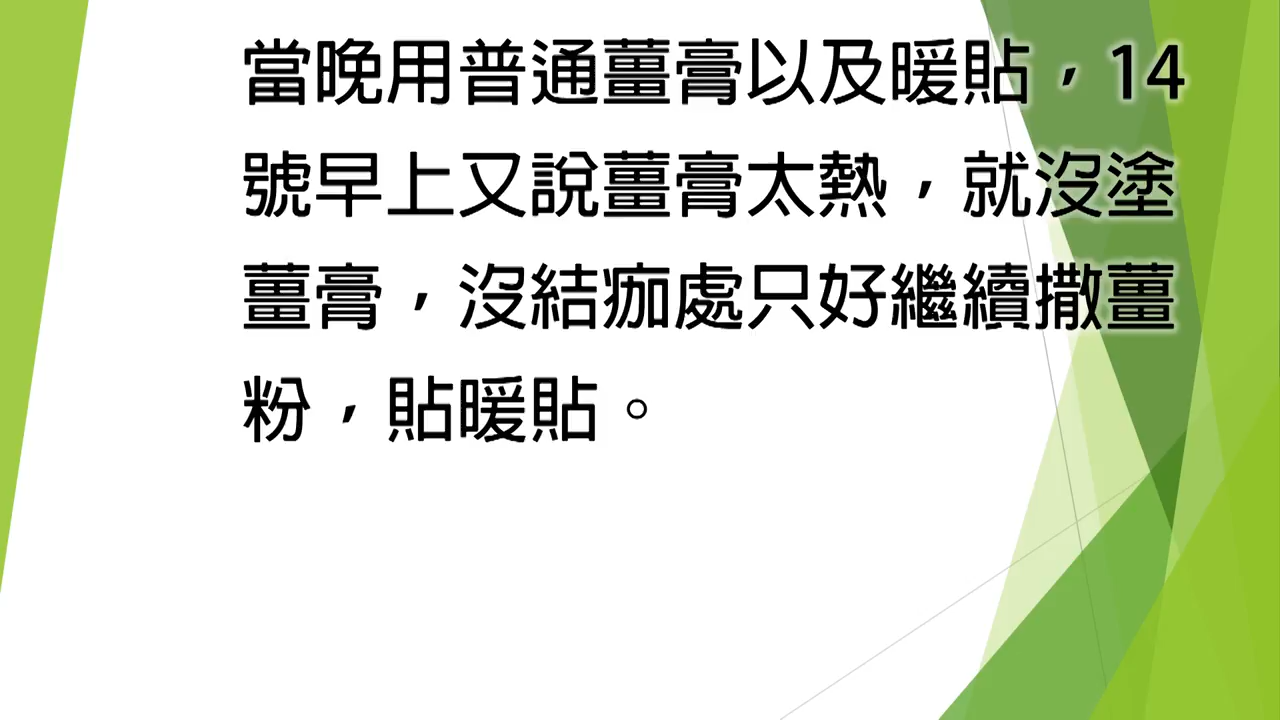 當晚用普通薑膏以及暖貼，14
號早上又說薑膏太熱，就沒塗
薑膏，沒結痂處只好繼續撒薑
粉，貼暖貼。